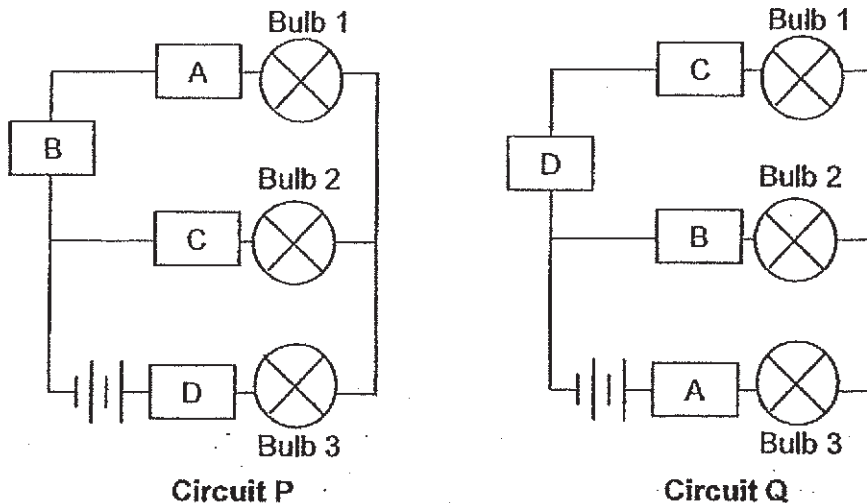 Bulb 1
A
B
Bulb 2
C
D
Bulb 3
Circuit P
Bulb 1
C
D
Bulb 2
B
A
Bulb 3
Circuit Q